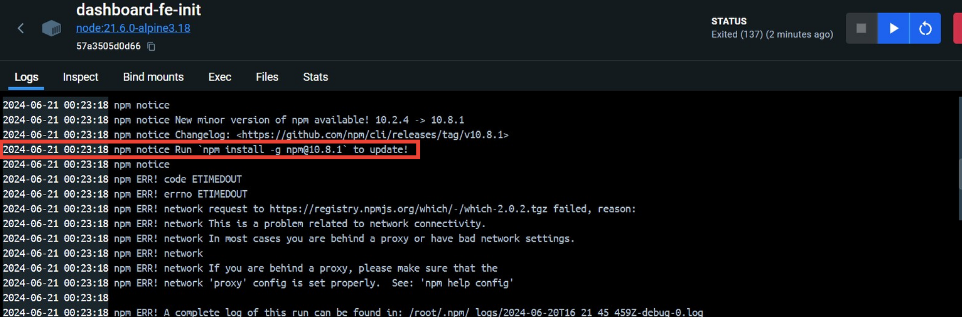 dashboard-fe-init
node:21.6.0-alpine3.18
57a3505d0d66
STATUS
Exited (137) (2 minutes ago)
Logs Inspect Bind mounts Exec Files Stats
2024-06-21 00:23:18 npm notice
2024-06-21 00:23:18 npm notice New minor version of npm available! 10.2.4 -> 10.8.1
2024-06-21 00:23:18 npm notice Changelog: <https://github.com/npm/cli/releases/tag/v10.8.1>
2024-06-21 00:23:18 npm notice Run `npm install -g npm@10.8.1` to update!
2024-06-21 00:23:18 npm notice
2024-06-21 00:23:18 npm ERR! code ETIMEDOUT
2024-06-21 00:23:18 npm ERR! errno ETIMEDOUT
2024-06-21 00:23:18 npm ERR! network request to https://registry.npmjs.org/which/-/which-2.0.2.tgz failed, reason:
2024-06-21 00:23:18 npm ERR! network This is a problem related to network connectivity.
2024-06-21 00:23:18 npm ERR! network In most cases you are behind a proxy or have bad network settings.
2024-06-21 00:23:18 npm ERR! network
2024-06-21 00:23:18 npm ERR! network If you are behind a proxy, please make sure that the
2024-06-21 00:23:18 npm ERR! network 'proxy' config is set properly.  See: 'npm help config'
2024-06-21 00:23:18
2024-06-21 00:23:18 npm ERR! A complete log of this run can be found in: /root/.npm/_logs/2024-06-20T16_21_45_459Z-debug-0.log